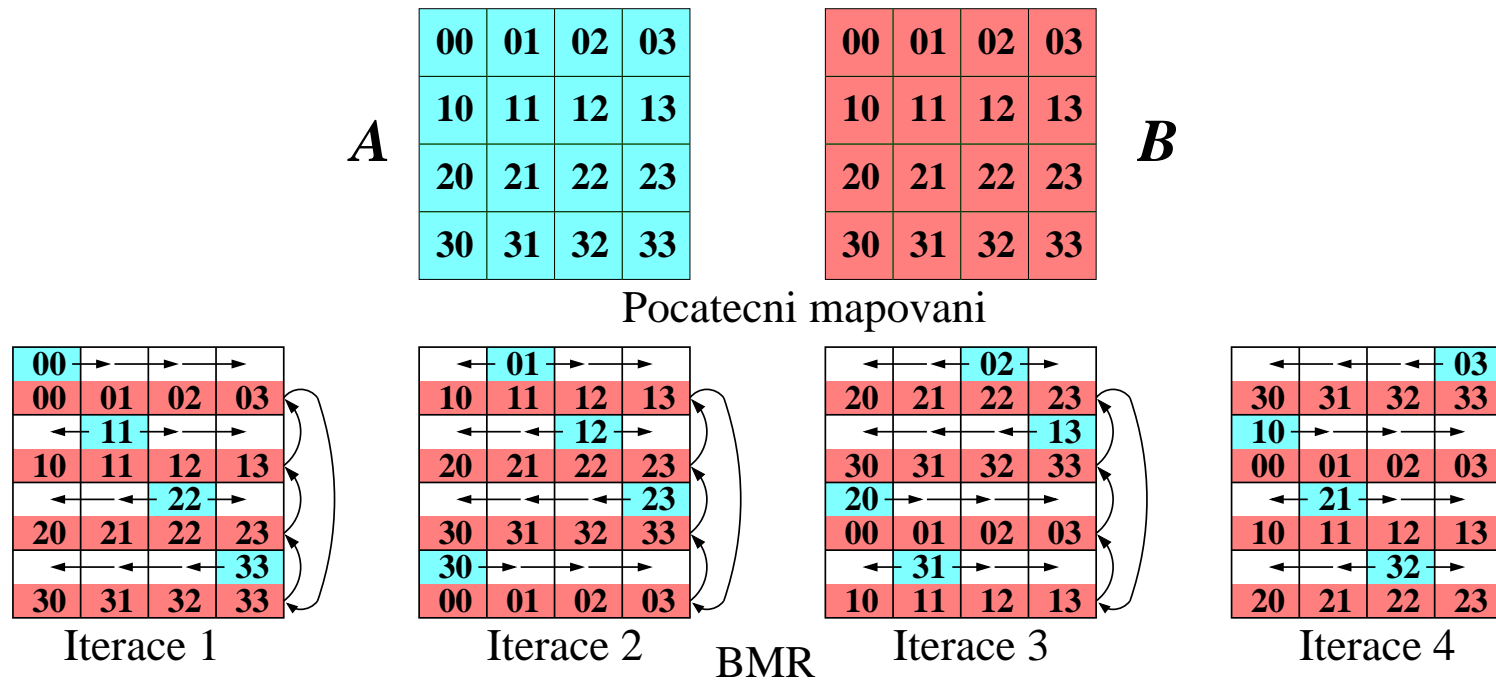 00 01 02 03 00 01 02 03
10 11 12 13 10 11 12 13
A B
20 21 22 23 20 21 22 23
30 31 32 33 30 31 32 33
Pocatecni mapovani
00 01 02 03
00 01 02 03 10 11 12 13 20 21 22 23 30 31 32 33
11 12 13 10
10 11 12 13 20 21 22 23 30 31 32 33 00 01 02 03
22 23 20 21
20 21 22 23 30 31 32 33 00 01 02 03 10 11 12 13
33 30 31 32
30 31 32 33 00 01 02 03 10 11 12 13 20 21 22 23
Iterace 1 Iterace 2 Iterace 3 Iterace 4
BMR